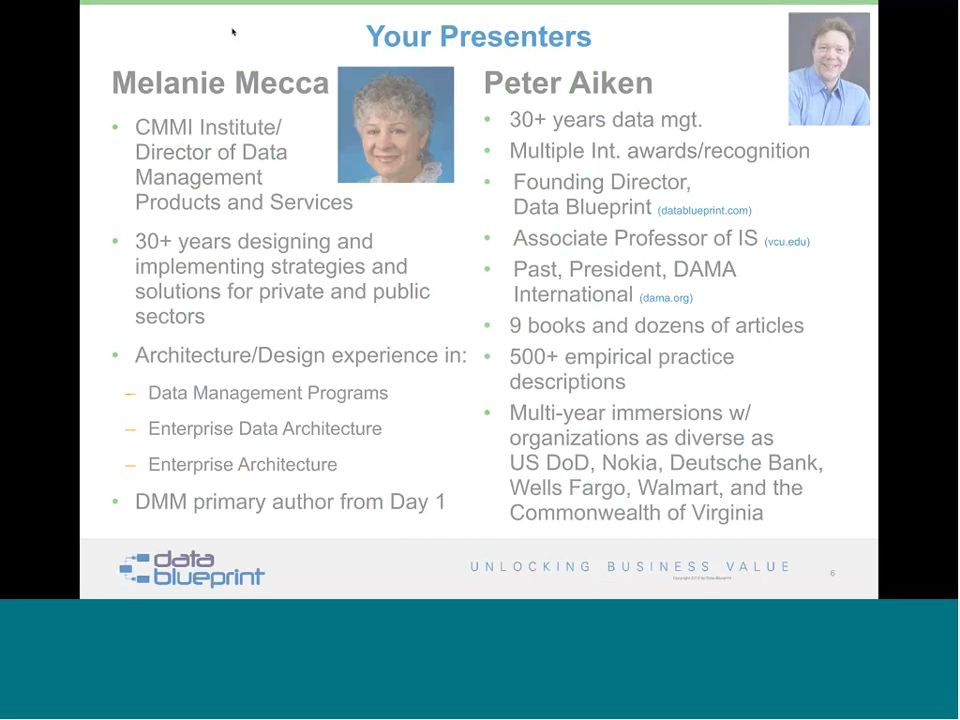 Your Presenters
Melanie Mecca
• CMMI Institute/
Director of Data
Management
Products and Services
• 30+ years designing and
implementing strategies and
solutions for private and public
sectors
• Architecture/Design experience in:
– Data Management Programs
– Enterprise Data Architecture
– Enterprise Architecture
• DMM primary author from Day 1
Peter Aiken
• 30+ years data mgt.
• Multiple Int. awards/recognition
• Founding Director,
Data Blueprint (datablueprint.com)
• Associate Professor of IS (vcu.edu)
• Past, President, DAMA
International (dama.org)
• 9 books and dozens of articles
• 500+ empirical practice
descriptions
• Multi-year immersions w/
organizations as diverse as
US DoD, Nokia, Deutsche Bank,
Wells Fargo, Walmart, and the
Commonwealth of Virginia
data
blueprint
UNLOCKING BUSINESS VALUE
6